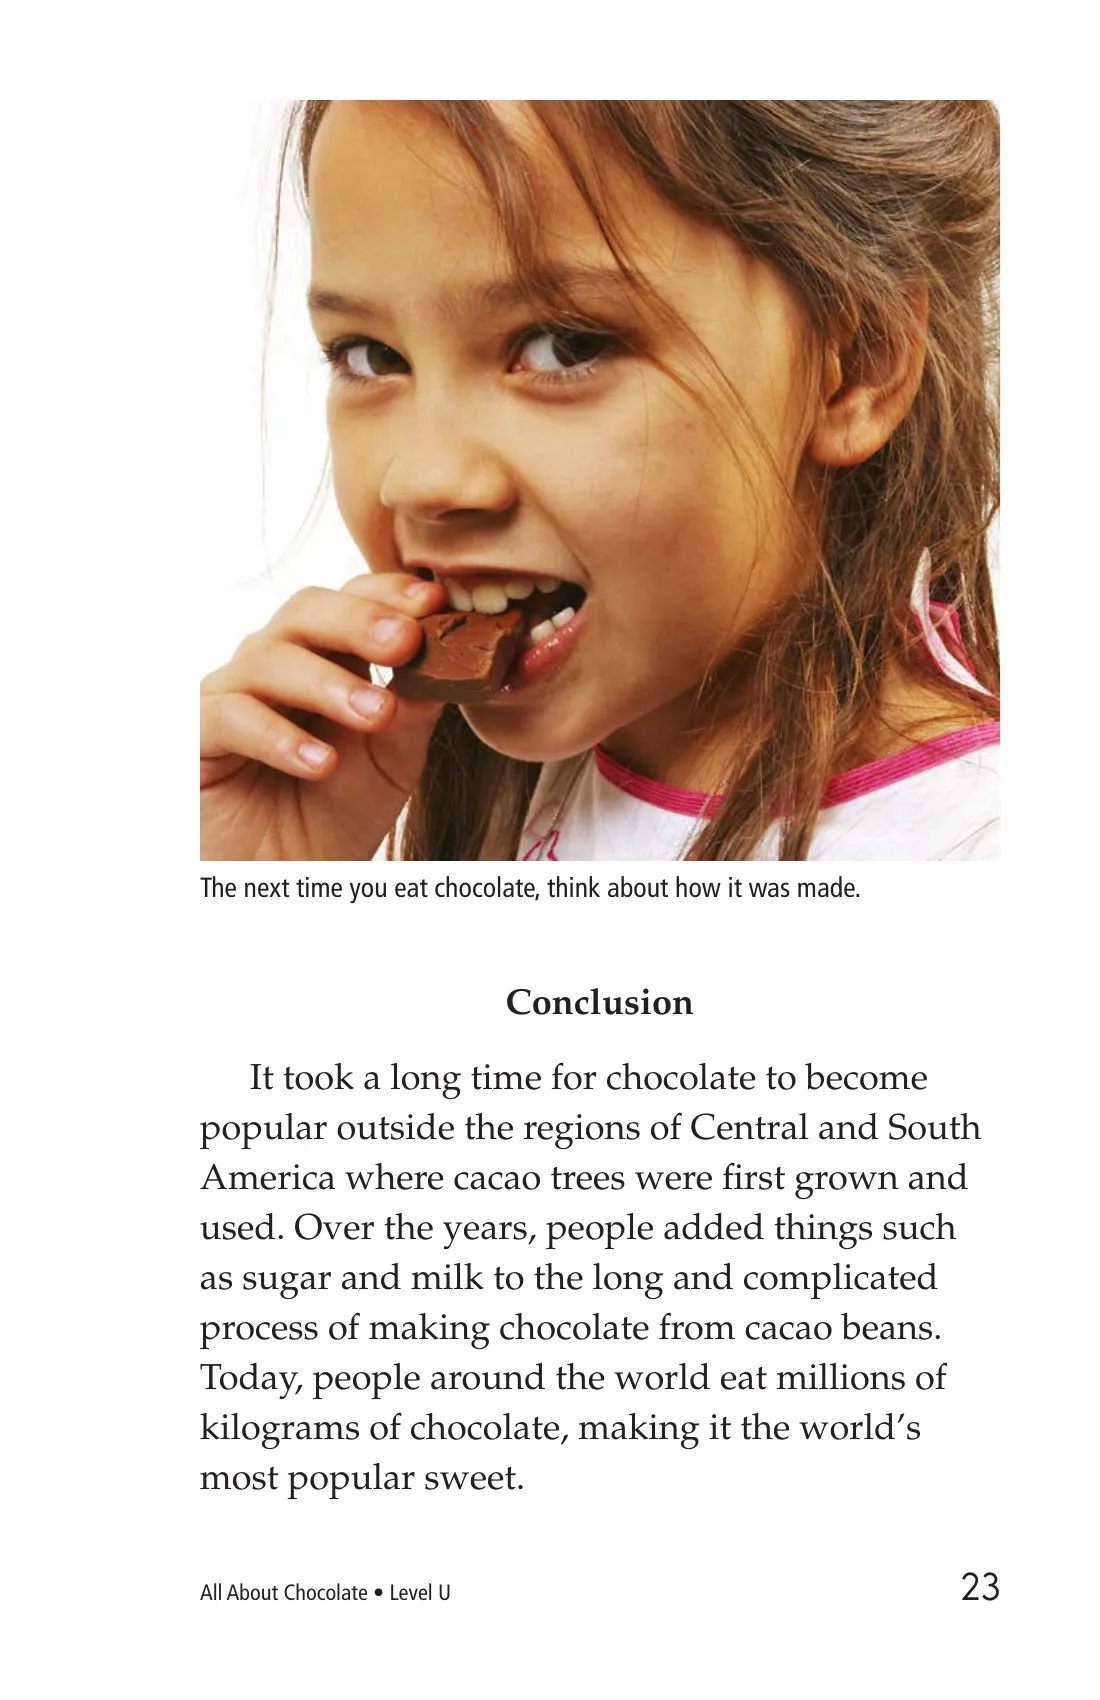 The next time you eat chocolate, think about how it was made.
Conclusion
It took a long time for chocolate to become
popular outside the regions of Central and South
America where cacao trees were first grown and
used. Over the years, people added things such
as sugar and milk to the long and complicated
process of making chocolate from cacao beans.
Today, people around the world eat millions of
kilograms of chocolate, making it the world’s
most popular sweet.
All About Chocolate • Level U
23